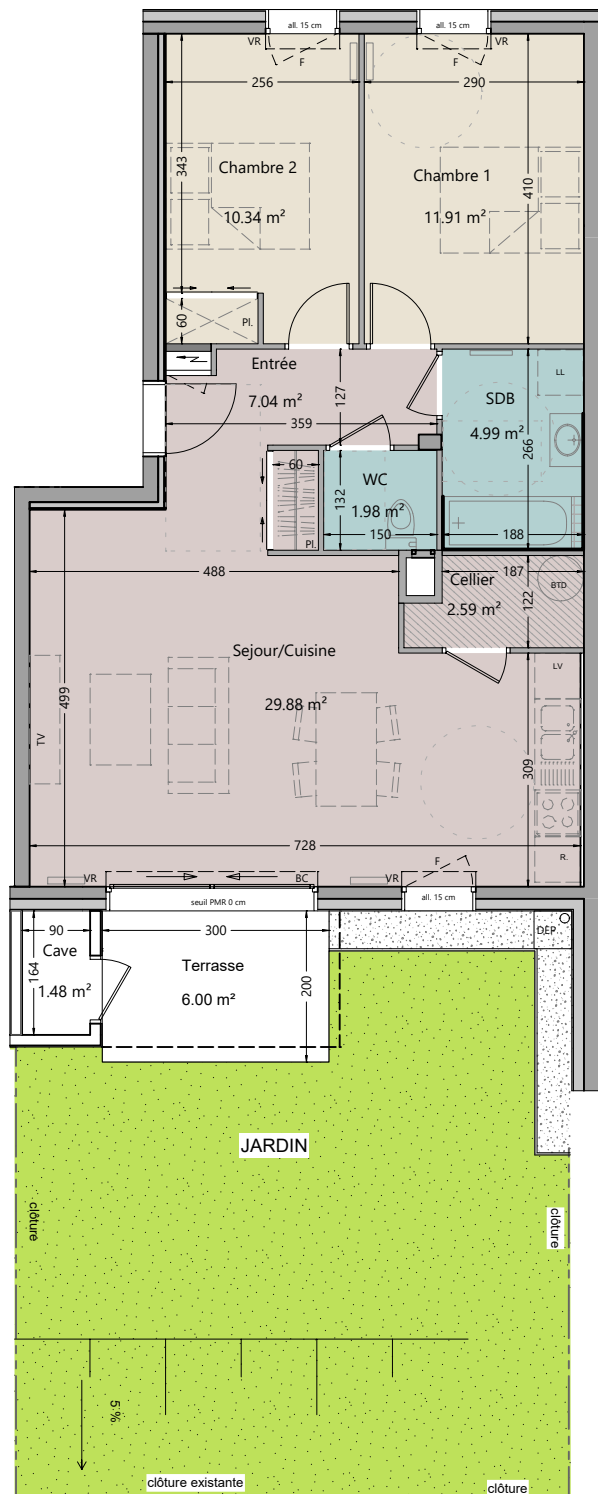 all. 15 cm
all. 15 cm
VR
F
F
VR
256
290
343
410
Chambre 2
10.34 m²
Chambre 1
11.91 m²
60
Pl.
Entrée
7.04 m²
127
359
SDB
4.99 m²
LL
266
60
132
WC
1.98 m²
150
188
Pl.
488
187
Cellier
2.59 m²
122
BTD
Sejour/Cuisine
29.88 m²
499
TV
LV
309
728
R.
VR
BC
VR
F
seuil PMR 0 cm
all. 15 cm
90
300
DEP
Cave
1.48 m²
164
Terrasse
6.00 m²
200
JARDIN
clôture
clôture
5 %
clôture existante
clôture